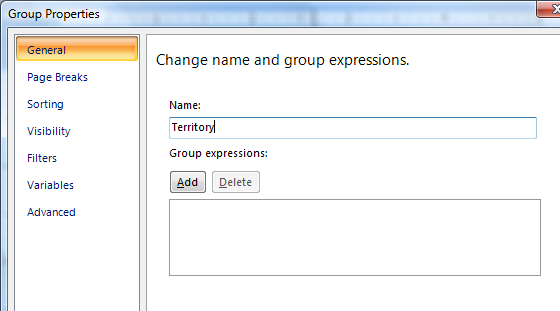 Group Properties
General
Page Breaks
Sorting
Visibility
Filters
Variables
Advanced
Change name and group expressions.
Name:
Territory
Group expressions:
Add Delete